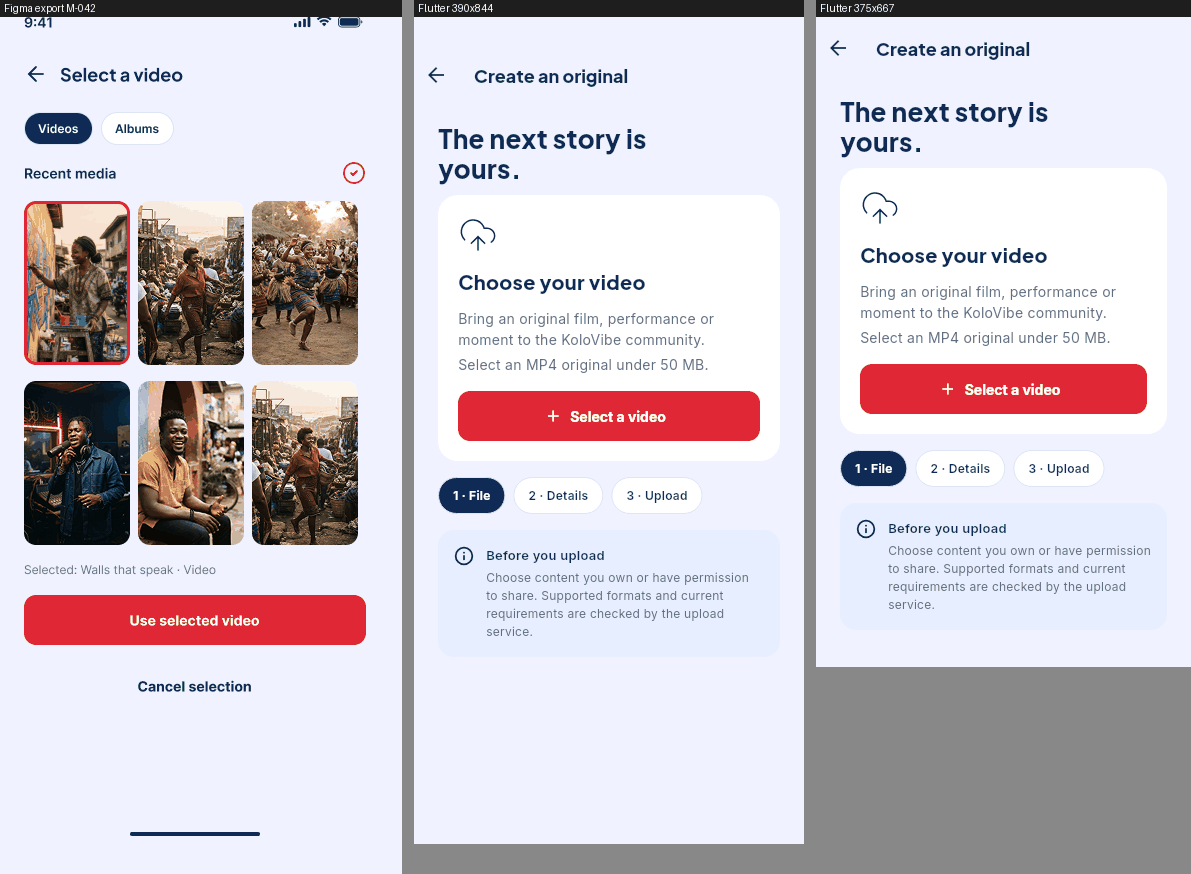 Figma export M-042
9:41
Select a video
Videos
Albums
Recent media
Selected: Walls that speak · Video
Use selected video
Cancel selection
Flutter 390x844
Create an original
The next story is
yours.
Choose your video
Bring an original film, performance or
moment to the KoloVibe community.
Select an MP4 original under 50 MB.
+ Select a video
1 · File
2 · Details
3 · Upload
Before you upload
Choose content you own or have permission
to share. Supported formats and current
requirements are checked by the upload
service.
Flutter 375x667
Create an original
The next story is
yours.
Choose your video
Bring an original film, performance or
moment to the KoloVibe community.
Select an MP4 original under 50 MB.
+ Select a video
1 · File
2 · Details
3 · Upload
Before you upload
Choose content you own or have permission
to share. Supported formats and current
requirements are checked by the upload
service.